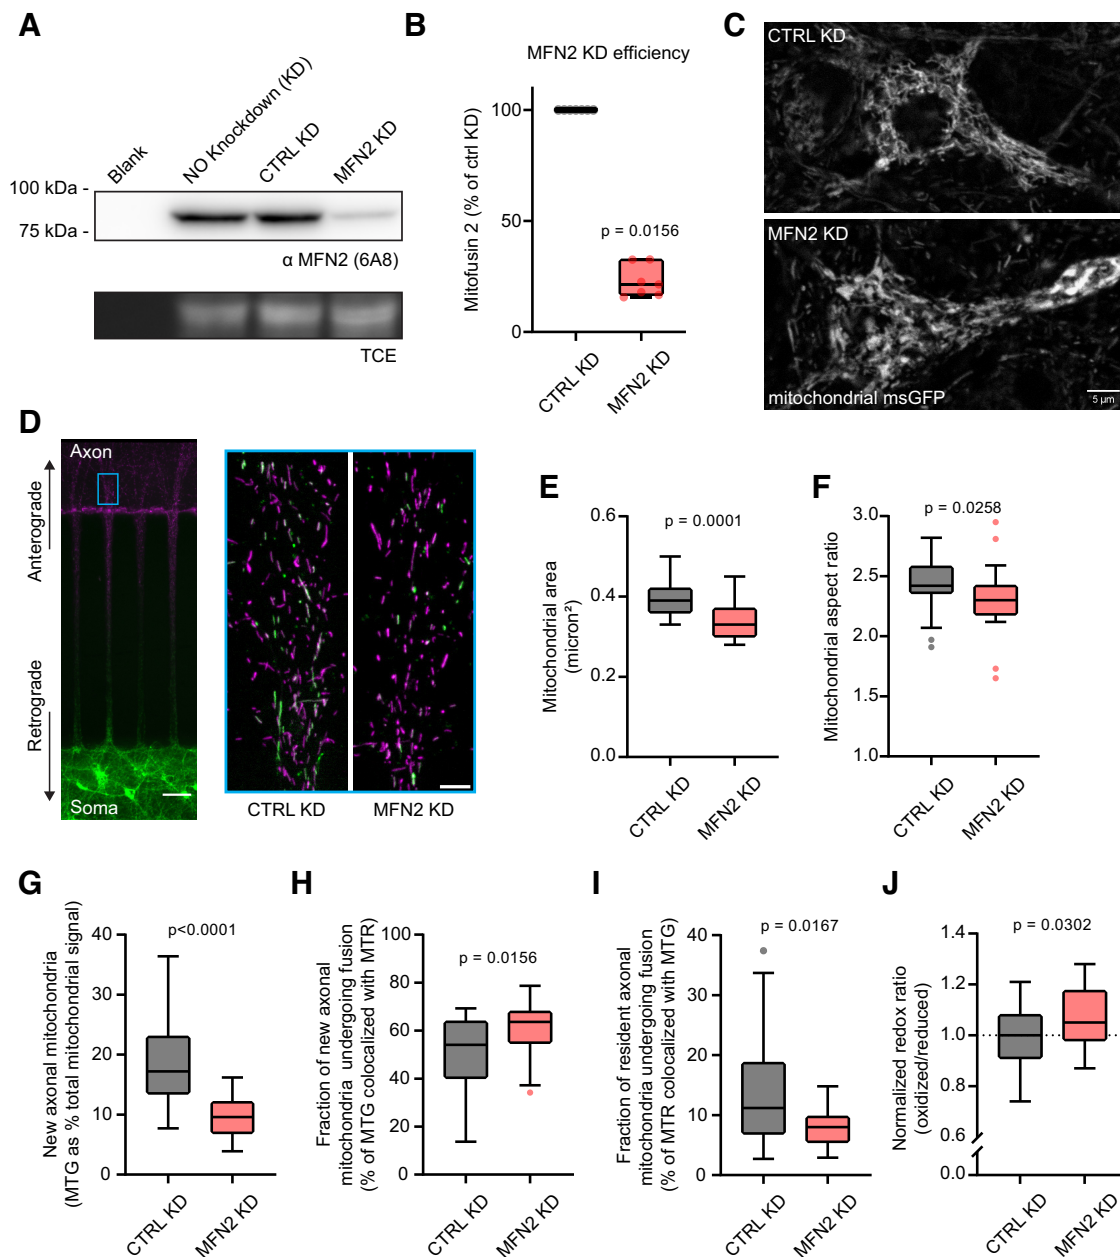 A
Blank
NO Knockdown (KD)
CTRL KD
MFN2 KD
100 kDa -
75 kDa -
α MFN2 (6A8)
TCE
B
MFN2 KD efficiency
Mitofusin 2 (% of ctrl KD)
100
50
0
p = 0.0156
CTRL KD
MFN2 KD
C
CTRL KD
MFN2 KD
mitochondrial msGFP
5 µm
D
Anterograde
Retrograde
Axon
Soma
CTRL KD
MFN2 KD
E
Mitochondrial area
(micron²)
0.6
0.4
0.2
0.0
p = 0.0001
CTRL KD
MFN2 KD
F
Mitochondrial aspect ratio
3.0
2.5
2.0
1.5
1.0
p = 0.0258
CTRL KD
MFN2 KD
G
New axonal mitochondria
(MTG as % total mitochondrial signal)
40
30
20
10
0
p<0.0001
CTRL KD
MFN2 KD
H
Fraction of new axonal
mitochondria undergoing fusion
(% of MTG colocalized with MTR)
100
80
60
40
20
0
p = 0.0156
CTRL KD
MFN2 KD
I
Fraction of resident axonal
mitochondria undergoing fusion
(% of MTR colocalized with MTG)
40
30
20
10
0
p = 0.0167
CTRL KD
MFN2 KD
J
Normalized redox ratio
(oxidized/reduced)
1.4
1.2
1.0
0.8
0.6
0.0
p = 0.0302
CTRL KD
MFN2 KD